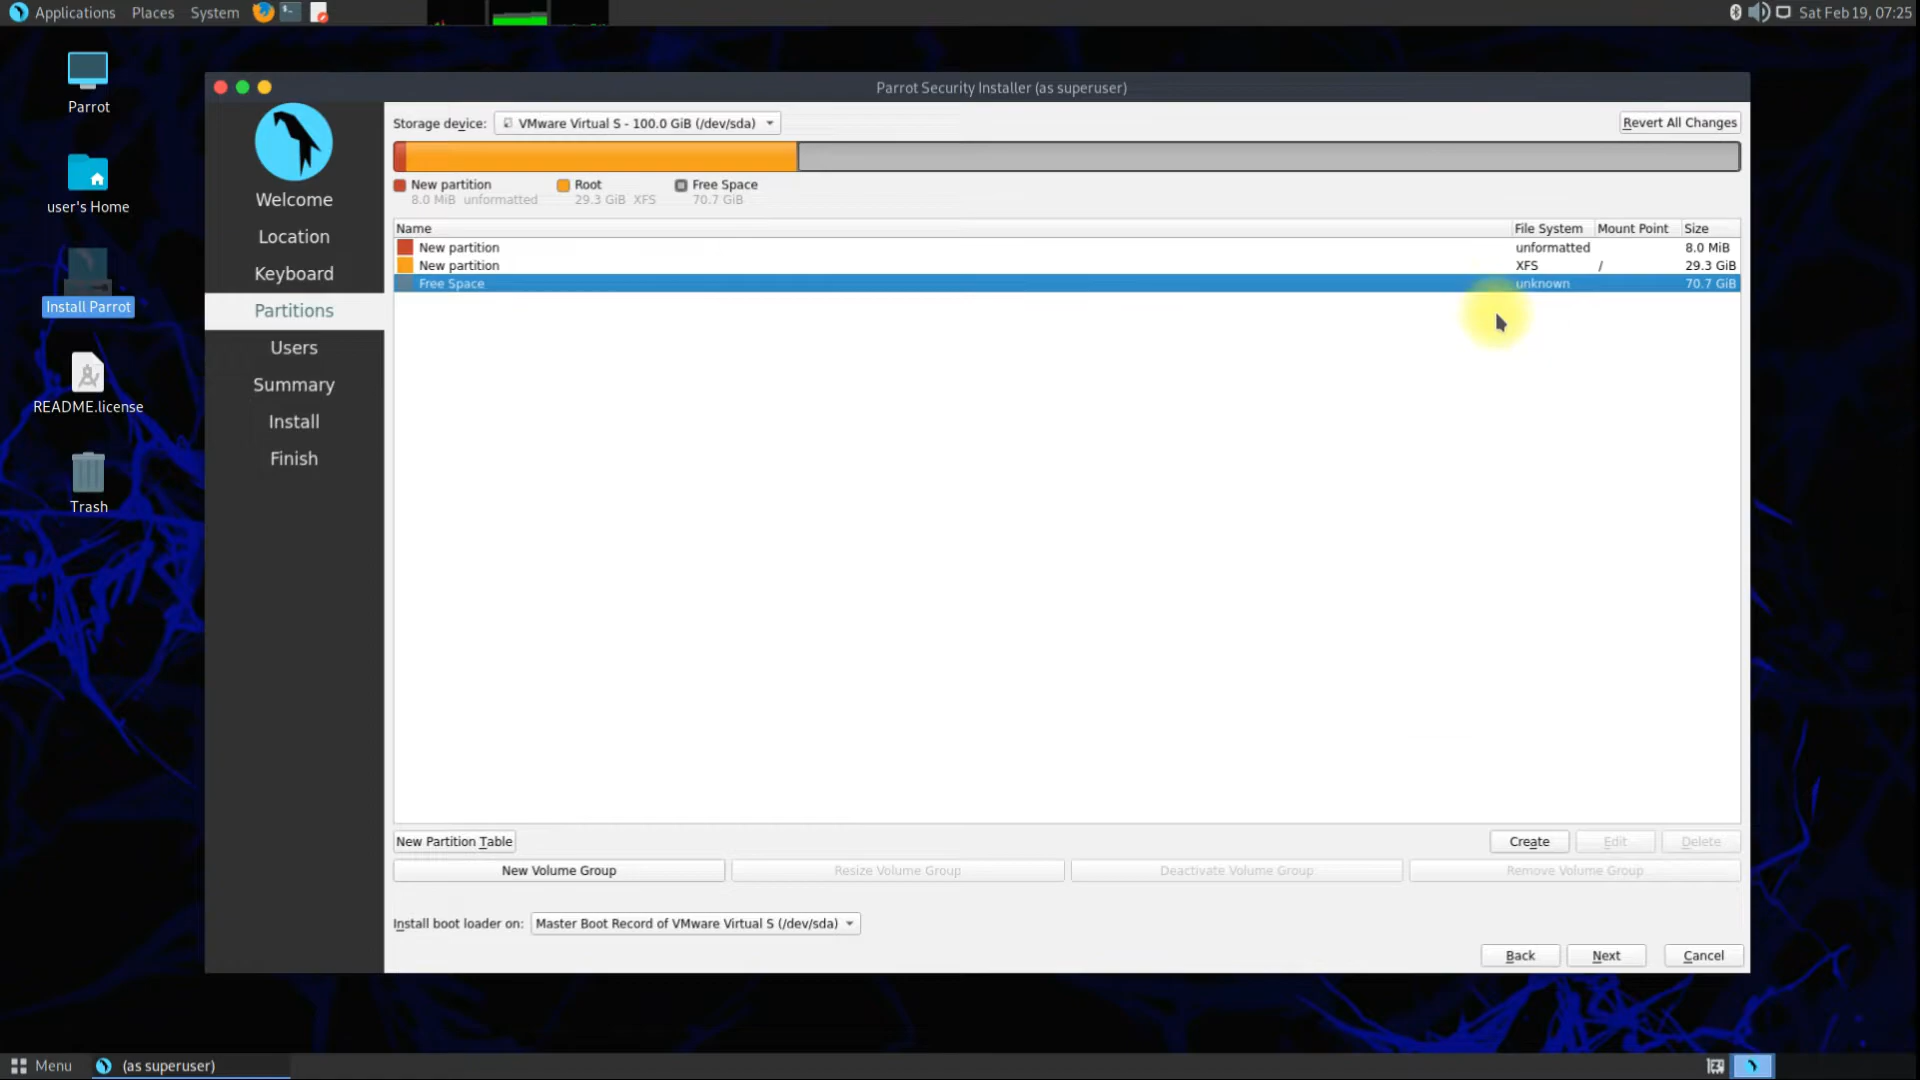 Applications Places System Sat Feb 19, 07:25
Parrot
user's Home
Install Parrot
README.license
Trash
Parrot Security Installer (as superuser)
Welcome
Location
Keyboard
Partitions
Users
Summary
Install
Finish
Storage device: VMware Virtual S - 100.0 GiB (/dev/sda) Revert All Changes
New partition Root Free Space
8.0 MiB unformatted 29.3 GiB XFS 70.7 GiB
Name File System Mount Point Size
New partition unformatted 8.0 MiB
New partition XFS / 29.3 GiB
Free Space unknown 70.7 GiB
New Partition Table Create Edit Delete
New Volume Group Resize Volume Group Deactivate Volume Group Remove Volume Group
Install boot loader on: Master Boot Record of VMware Virtual S (/dev/sda)
Back Next Cancel
Menu (as superuser)